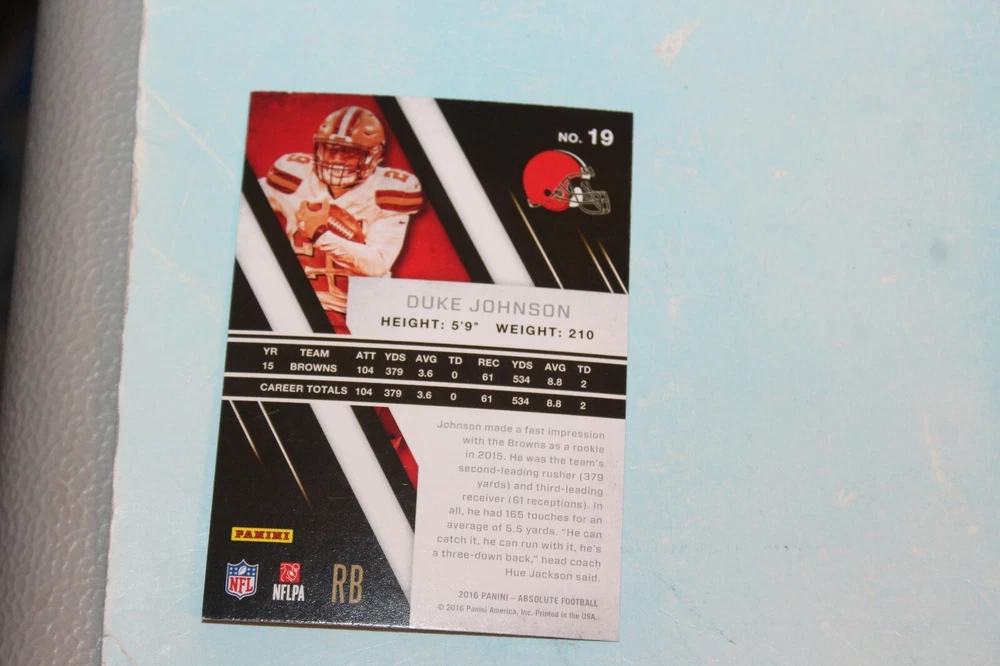 NO. 19
29
29
DUKE JOHNSON
HEIGHT: 5'9" WEIGHT: 210
YR TEAM ATT YDS AVG TD REC YDS AVG TD
15 BROWNS 104 379 3.6 0 61 534 8.8 2
CAREER TOTALS 104 379 3.6 0 61 534 8.8 2
Johnson made a fast impression
with the Browns as a rookie
in 2015. He was the team's
second-leading rusher (379
yards) and third-leading
receiver (61 receptions). In
all, he had 165 touches for an
average of 5.5 yards. "He can
catch it, he can run with it, he's
a three-down back," head coach
Hue Jackson said.
PANINI
NFL
NFLPA
RB
2016 PANINI – ABSOLUTE FOOTBALL
© 2016 Panini America, Inc. Printed in the USA.